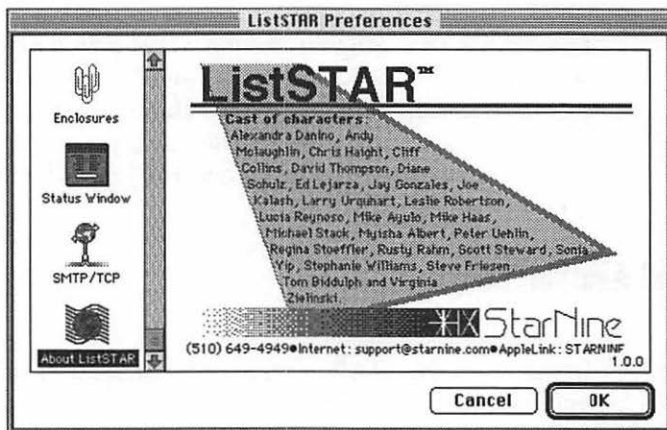 ListSTAR Preferences
Enclosures
Status Window
SMTP/TCP
About ListSTAR
ListSTAR™
Cast of characters:
Alexandra Danino, Andy
Mclaughlin, Chris Haight, Cliff
Collins, David Thompson, Diane
Schulz, Ed Lejarza, Jay Gonzales, Joe
Kalash, Larry Urquhart, Leslie Robertson,
Lucia Reynoso, Mike Ayulo, Mike Haas,
Michael Stack, Myisha Albert, Peter Uehlin,
Regina Stoeffler, Rusty Rahm, Scott Steward, Sonia
Yip, Stephanie Williams, Steve Friesen
Tom Biddulph and Virginia
Zielinski.
StarNine
(510) 649-4949●Internet: support@starnine.com●AppleLink: STARNINE
1.0.0
Cancel
OK